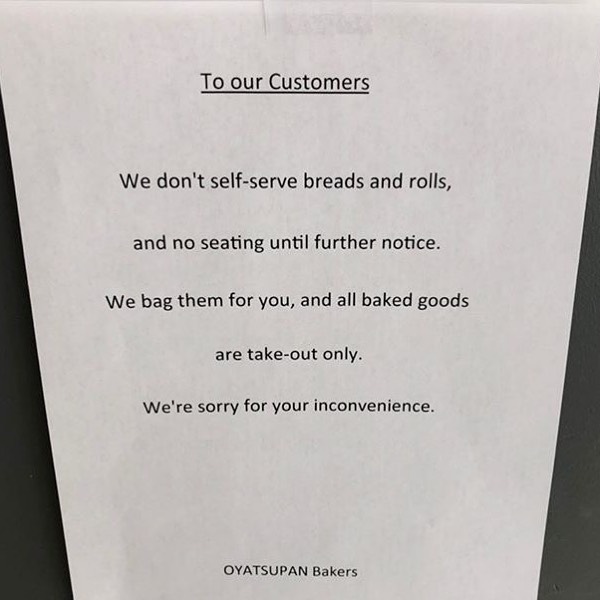 To our Customers
We don't self-serve breads and rolls,
and no seating until further notice.
We bag them for you, and all baked goods
are take-out only.
We're sorry for your inconvenience.
OYATSUPAN Bakers